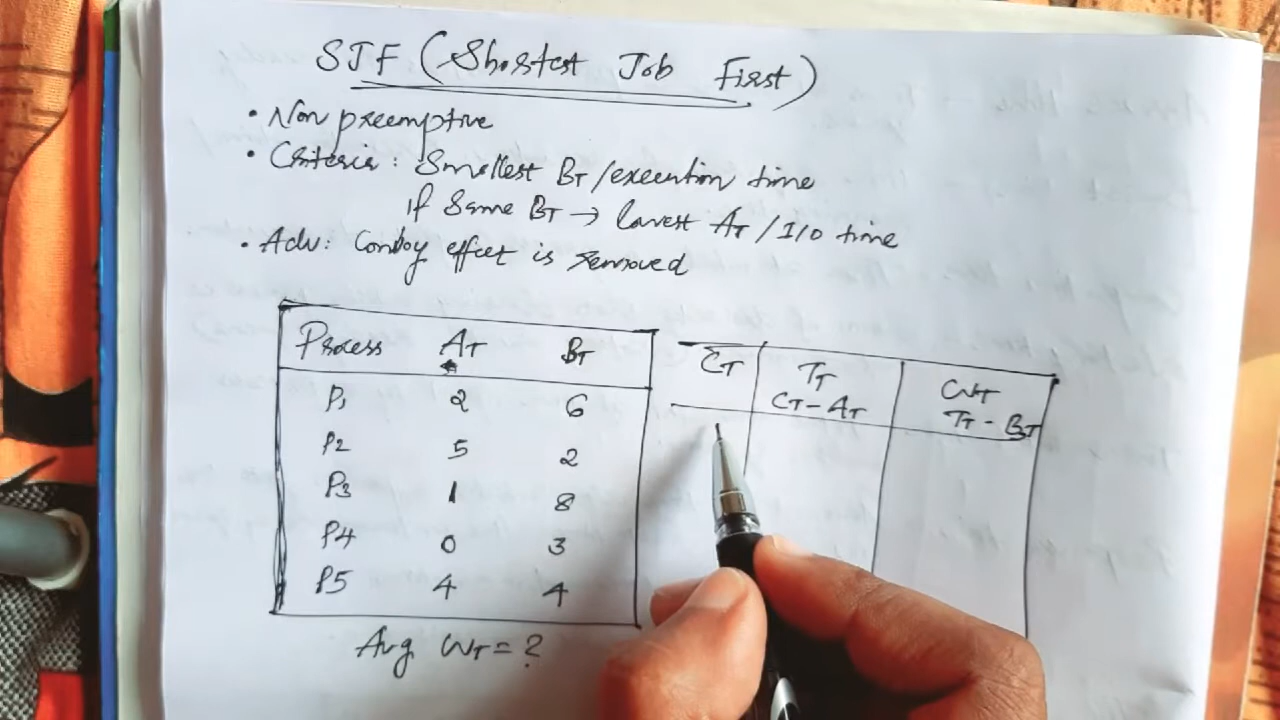 SJF (Shortest Job First)
• Non preemptive
• Criteria: Smallest BT/execution time
if same BT → lowest AT/I/O time
• Adv: Convoy effect is removed
Process AT BT
P1 2 6
P2 5 2
P3 1 8
P4 0 3
P5 4 4
Avg WT = ?
CT TT WT
CT-AT TT-BT